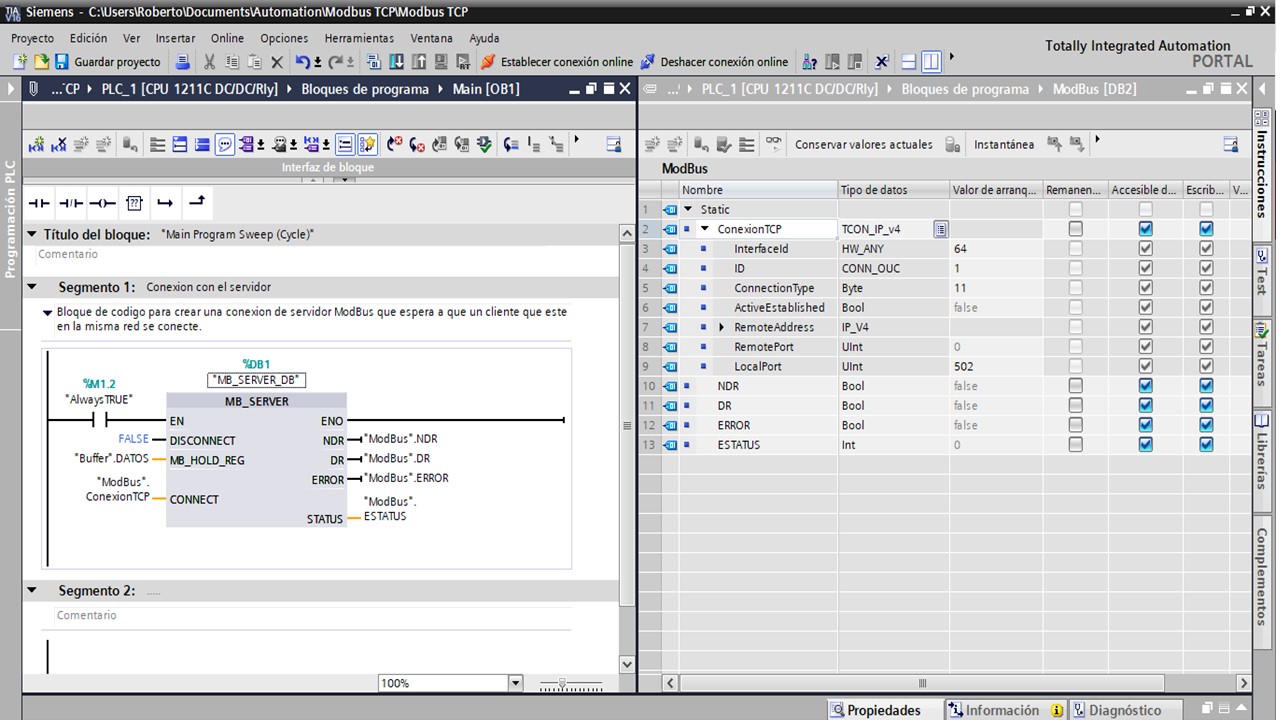 Siemens - C:\Users\Roberto\Documents\Automation\Modbus TCP\Modbus TCP
Proyecto Edición Ver Insertar Online Opciones Herramientas Ventana Ayuda
Totally Integrated Automation
PORTAL
Guardar proyecto Establecer conexión online Deshacer conexión online
...CP PLC_1 [CPU 1211C DC/DC/Rly] Bloques de programa Main [OB1]
Interfaz de bloque
Título del bloque: "Main Program Sweep (Cycle)"
Comentario
Segmento 1: Conexion con el servidor
Bloque de codigo para crear una conexion de servidor ModBus que espera a que un cliente que este
en la misma red se conecte.
%DB1
"MB_SERVER_DB"
%M1.2
"AlwaysTRUE"
MB_SERVER
EN ENO
FALSE DISCONNECT NDR "ModBus".NDR
"Buffer".DATOS MB_HOLD_REG DR "ModBus".DR
ERROR "ModBus".ERROR
"ModBus".
ConexionTCP CONNECT
"ModBus".
STATUS ESTATUS
Segmento 2: .....
Comentario
100%
Programación PLC
...' PLC_1 [CPU 1211C DC/DC/Rly] Bloques de programa ModBus [DB2]
Conservar valores actuales Instantánea
ModBus
Nombre Tipo de datos Valor de arranq... Remanen... Accesible d... Escrib... V...
1 Static
2 ConexionTCP TCON_IP_v4
3 InterfaceId HW_ANY 64
4 ID CONN_OUC 1
5 ConnectionType Byte 11
6 ActiveEstablished Bool false
7 RemoteAddress IP_V4
8 RemotePort UInt 0
9 LocalPort UInt 502
10 NDR Bool false
11 DR Bool false
12 ERROR Bool false
13 ESTATUS Int 0
Instrucciones
Test
Tareas
Librerías
Complementos
Propiedades Información Diagnóstico